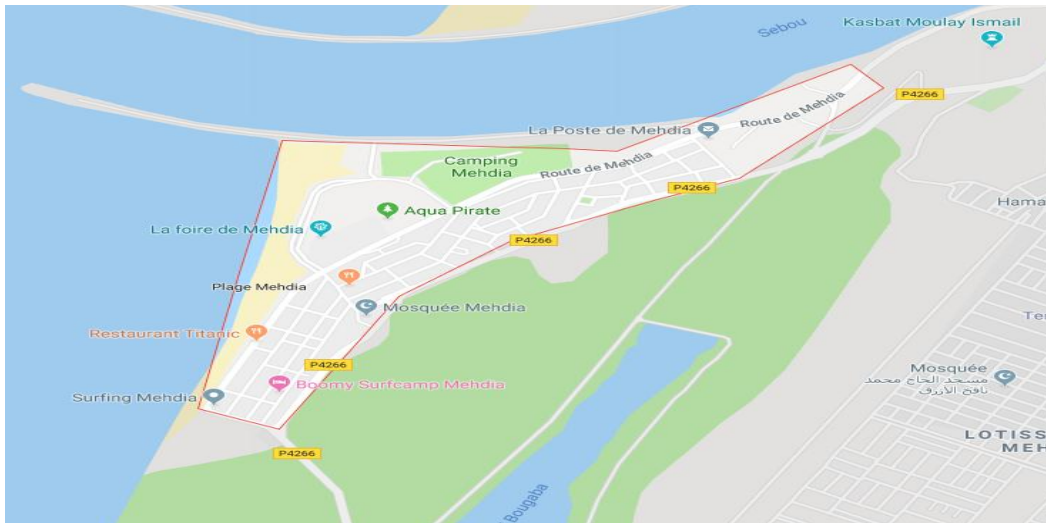 Sebou
Kasbat Moulay Ismail
P4266
La Poste de Mehdia
Route de Mehdia
Camping
Mehdia
Route de Mehdia
P4266
Hama
Aqua Pirate
La foire de Mehdia
P4266
Plage Mehdia
Mosquée Mehdia
Ter
Restaurant Titanic
P4266
Boomy Surfcamp Mehdia
Mosquée
مسجد الحاج محمد
نافع الأزرق
Surfing Mehdia
LOTISS
MEH
P4266
Bougaba